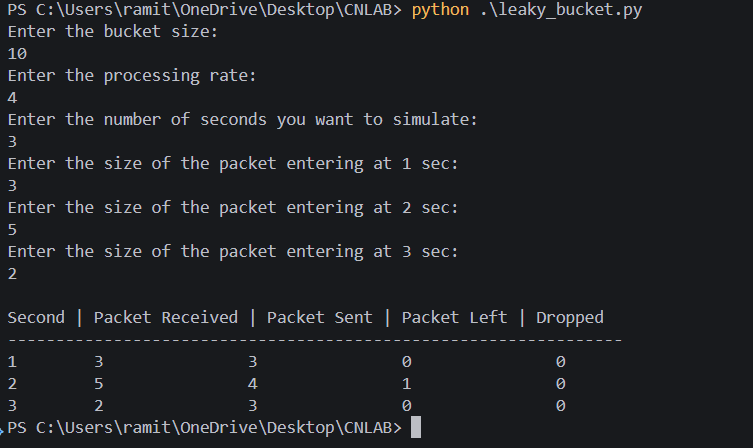 PS C:\Users\ramit\OneDrive\Desktop\CNLAB> python .\leaky_bucket.py
Enter the bucket size:
10
Enter the processing rate:
4
Enter the number of seconds you want to simulate:
3
Enter the size of the packet entering at 1 sec:
3
Enter the size of the packet entering at 2 sec:
5
Enter the size of the packet entering at 3 sec:
2

Second | Packet Received | Packet Sent | Packet Left | Dropped
----------------------------------------------------------------
1        3               3               0               0
2        5               4               1               0
3        2               3               0               0
PS C:\Users\ramit\OneDrive\Desktop\CNLAB>